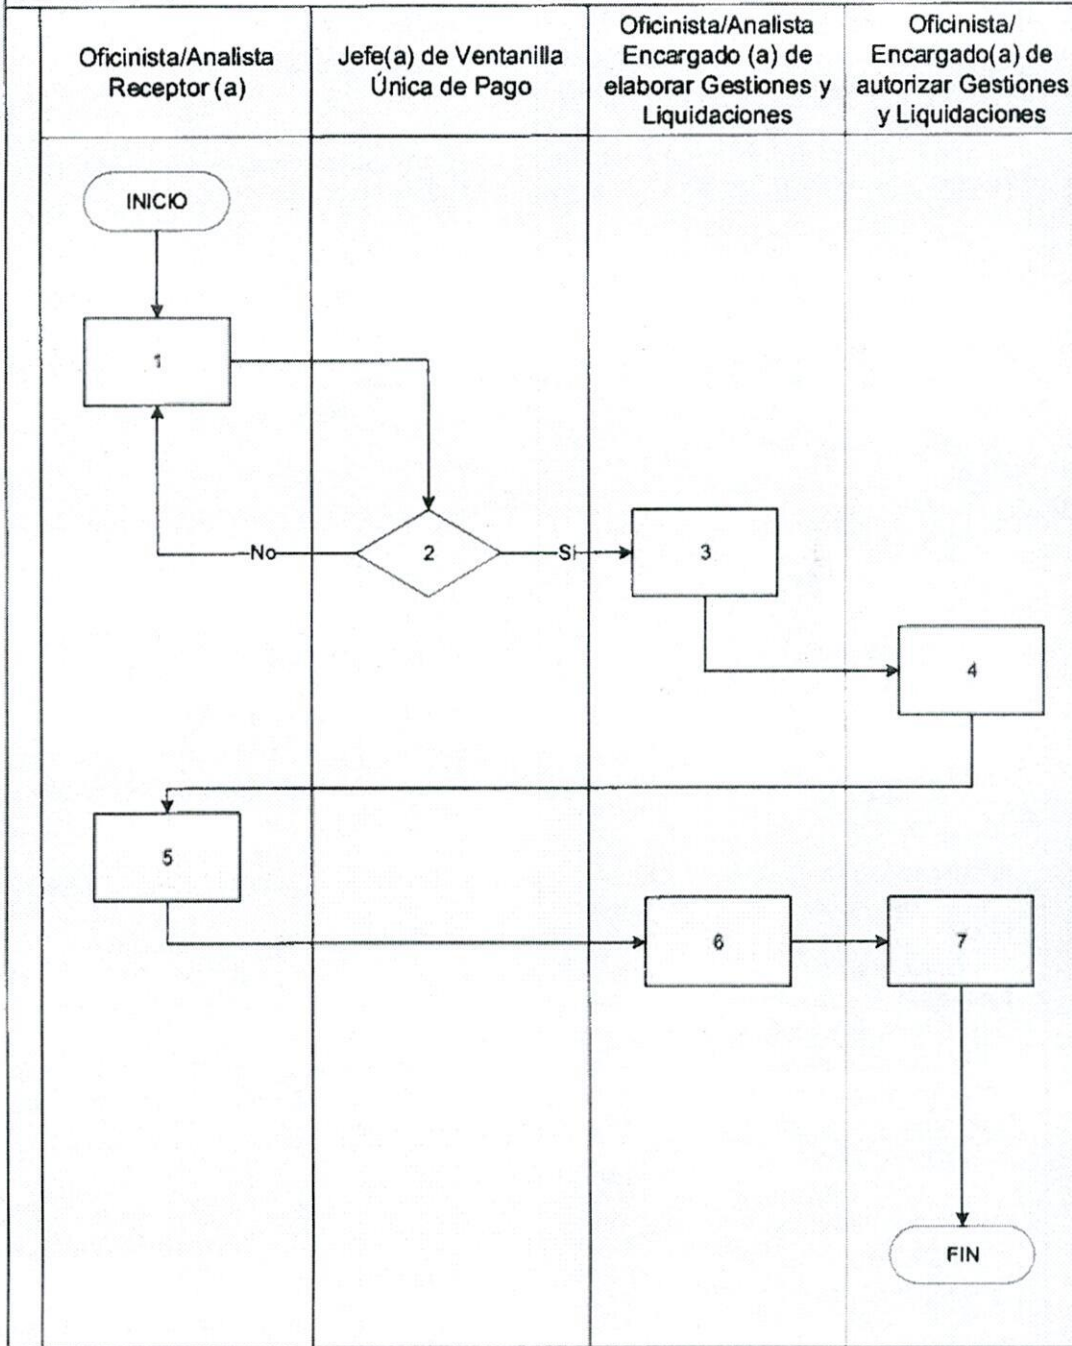 Oficinista/Analista
Receptor (a)
Jefe(a) de Ventanilla
Única de Pago
Oficinista/Analista
Encargado (a) de
elaborar Gestiones y
Liquidaciones
Oficinista/
Encargado(a) de
autorizar Gestiones
y Liquidaciones
INICIO
1
No
2
Si
3
4
5
6
7
FIN